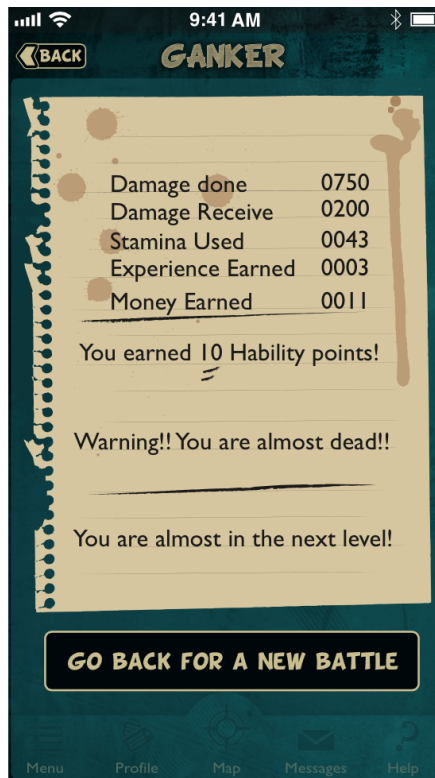 9:41 AM
BACK
GANKER
Damage done 0750
Damage Receive 0200
Stamina Used 0043
Experience Earned 0003
Money Earned 0011
You earned 10 Hability points!
Warning!! You are almost dead!!
You are almost in the next level!
GO BACK FOR A NEW BATTLE
Menu Profile Map Messages Help